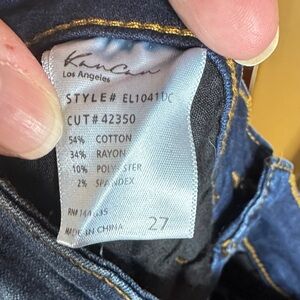 KanCan
Los Angeles
STYLE# EL1041DC
CUT# 42350
54% COTTON
34% RAYON
10% POLYESTER
2% SPANDEX
RN#
MADE IN CHINA
27